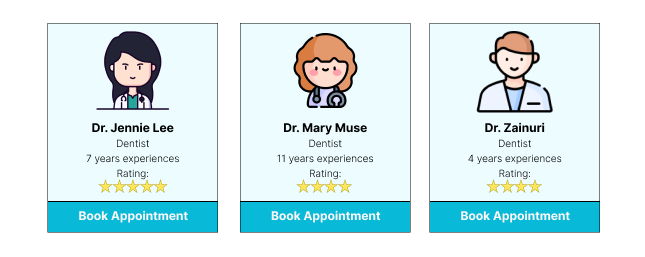 Dr. Jennie Lee
Dentist
7 years experiences
Rating:
Book Appointment
Dr. Mary Muse
Dentist
11 years experiences
Rating:
Book Appointment
Dr. Zainuri
Dentist
4 years experiences
Rating:
Book Appointment